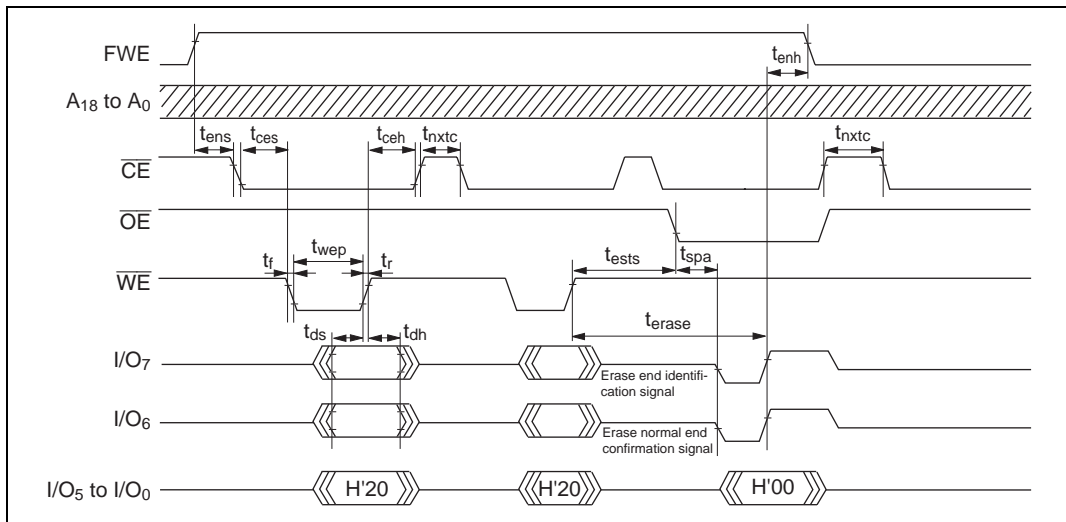 FWE
tenh
A18 to A0
tens tces tceh tnxtc tnxtc
CE
OE
twep
tf tr tests tspa
WE
terase
tds tdh
I/O7
Erase end identifi-
cation signal
I/O6
Erase normal end
confirmation signal
I/O5 to I/O0 H'20 H'20 H'00